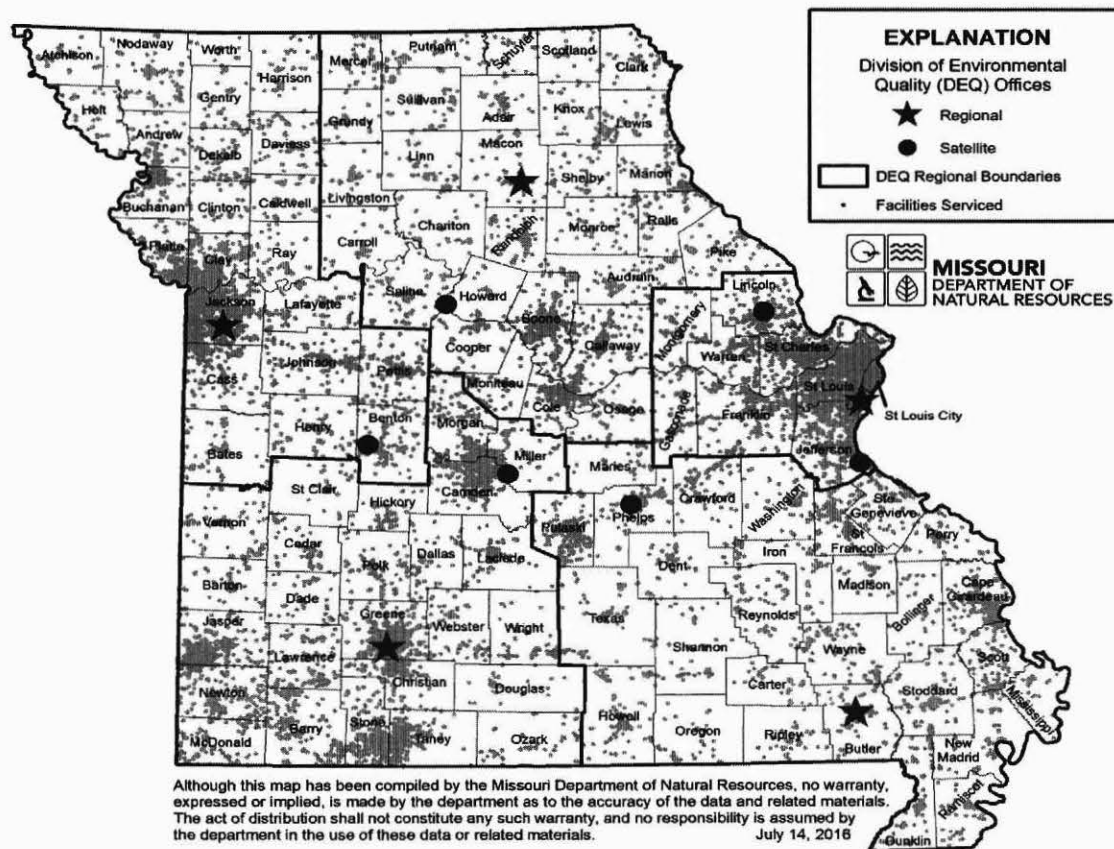 EXPLANATION
Division of Environmental
Quality (DEQ) Offices
Regional
Satellite
DEQ Regional Boundaries
Facilities Serviced
MISSOURI
DEPARTMENT OF
NATURAL RESOURCES
Atchison
Nodaway
Worth
Harrison
Mercer
Putnam
Schuyler
Scotland
Clark
Holt
Gentry
Sullivan
Adair
Knox
Lewis
Andrew
Dekalb
Daviess
Grundy
Linn
Macon
Shelby
Marion
Buchanan
Clinton
Caldwell
Livingston
Chariton
Randolph
Monroe
Ralls
Platte
Clay
Ray
Carroll
Audrain
Pike
Jackson
Lafayette
Saline
Howard
Boone
Callaway
Montgomery
Lincoln
Warren
St Charles
Cass
Johnson
Pettis
Cooper
Moniteau
Cole
Osage
Gasconade
Franklin
St Louis
St Louis City
Bates
Henry
Benton
Morgan
Miller
Maries
Jefferson
St Clair
Hickory
Camden
Pulaski
Phelps
Crawford
Washington
Ste
Genevieve
St
Francois
Perry
Vernon
Cedar
Polk
Dallas
Laclede
Dent
Iron
Madison
Cape
Girardeau
Barton
Dade
Greene
Webster
Wright
Texas
Shannon
Reynolds
Wayne
Bollinger
Scott
Jasper
Lawrence
Christian
Douglas
Carter
Stoddard
Mississippi
Newton
Barry
Stone
Taney
Ozark
Howell
Oregon
Ripley
Butler
New
Madrid
McDonald
Pemiscot
Dunklin
Although this map has been compiled by the Missouri Department of Natural Resources, no warranty,
expressed or implied, is made by the department as to the accuracy of the data and related materials.
The act of distribution shall not constitute any such warranty, and no responsibility is assumed by
the department in the use of these data or related materials. July 14, 2016